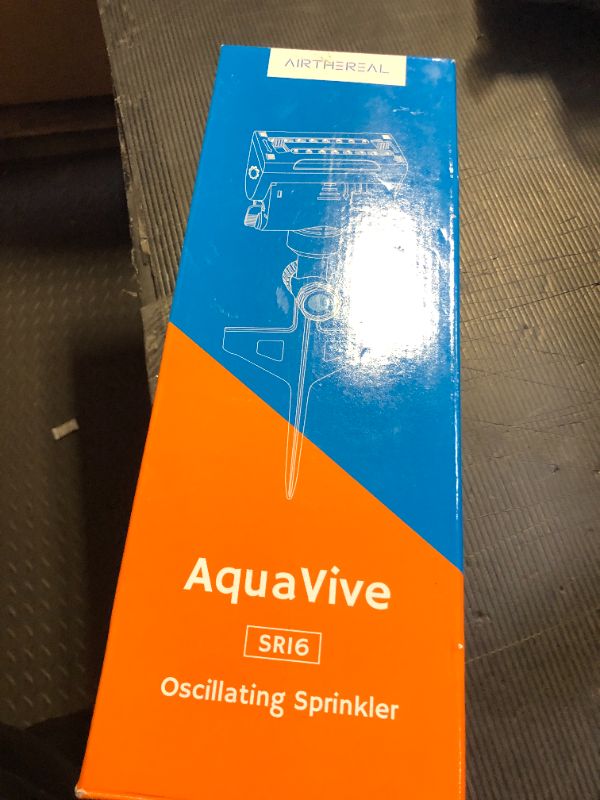 AIRTHEREAL
AquaVive
SR16
Oscillating Sprinkler